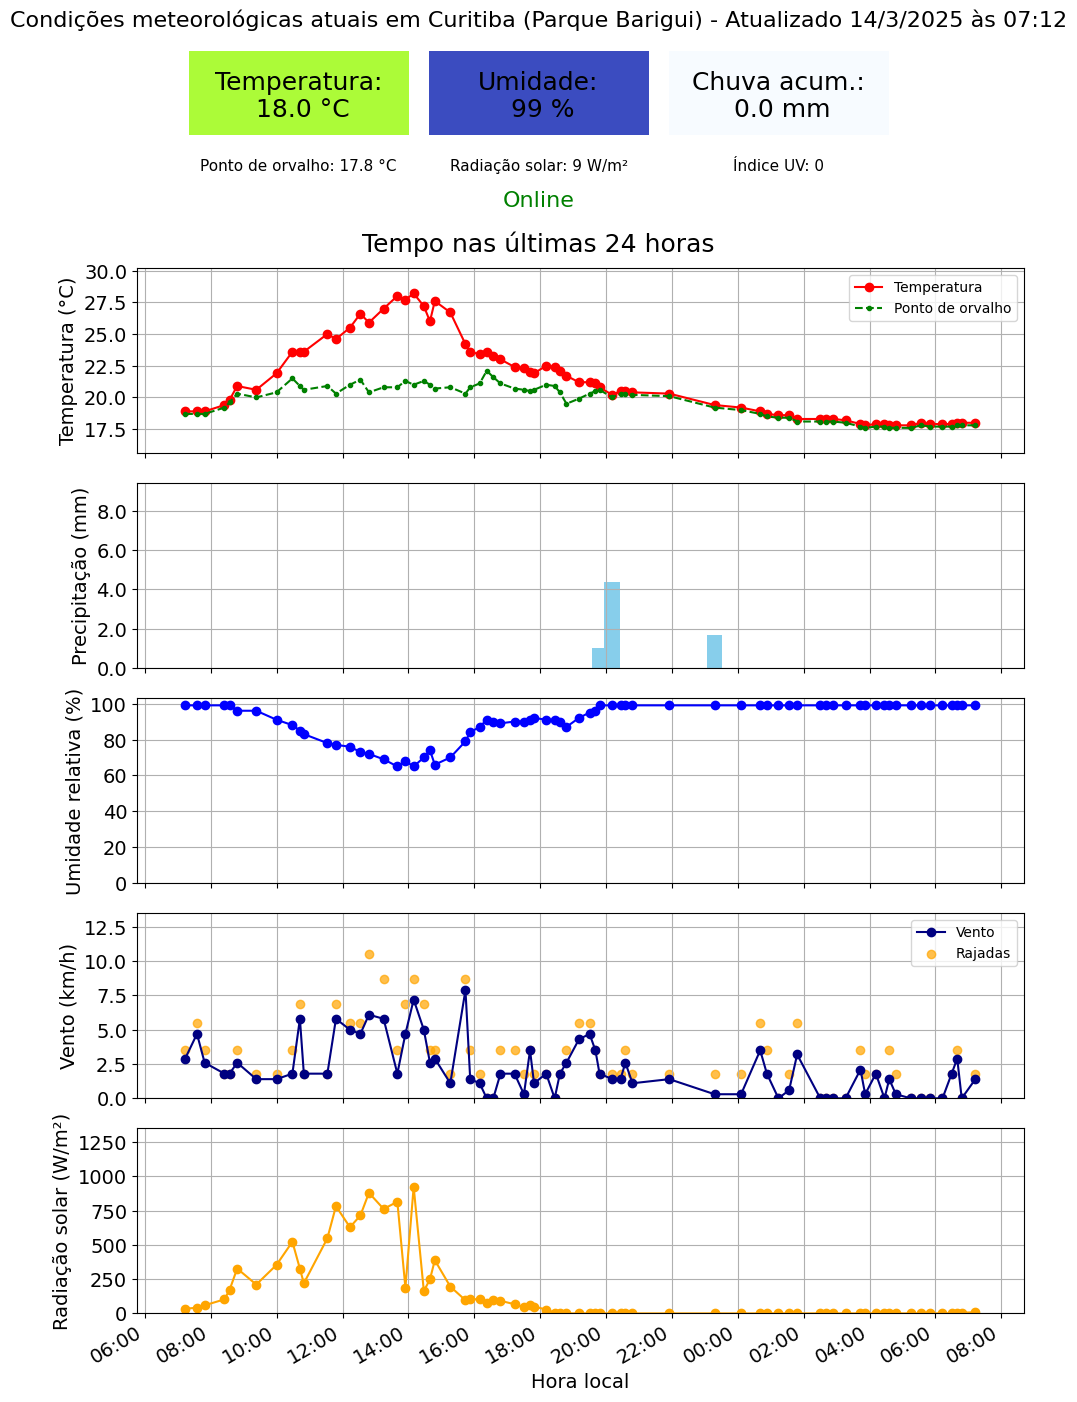 Condições meteorológicas atuais em Curitiba (Parque Barigui) - Atualizado 14/3/2025 às 07:12
Temperatura:
18.0 °C
Umidade:
99 %
Chuva acum.:
0.0 mm
Ponto de orvalho: 17.8 °C
Radiação solar: 9 W/m²
Índice UV: 0
Online
Tempo nas últimas 24 horas
Temperatura (°C)
30.0
27.5
25.0
22.5
20.0
17.5
Temperatura
Ponto de orvalho
Precipitação (mm)
8.0
6.0
4.0
2.0
0.0
Umidade relativa (%)
100
80
60
40
20
0
Vento (km/h)
12.5
10.0
7.5
5.0
2.5
0.0
Vento
Rajadas
Radiação solar (W/m²)
1250
1000
750
500
250
0
06:00
08:00
10:00
12:00
14:00
16:00
18:00
20:00
22:00
00:00
02:00
04:00
06:00
08:00
Hora local